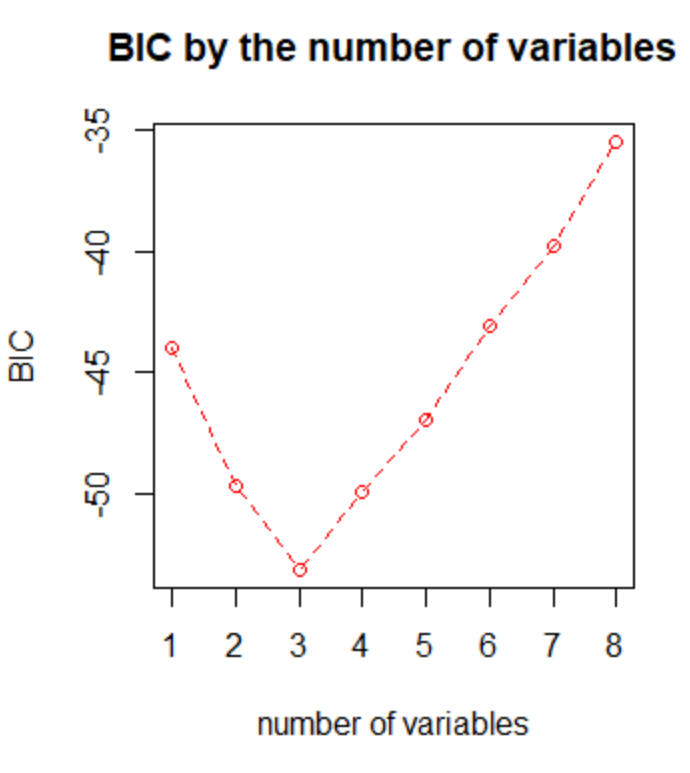 BIC by the number of variables
-35
-40
-45
-50
BIC
1 2 3 4 5 6 7 8
number of variables